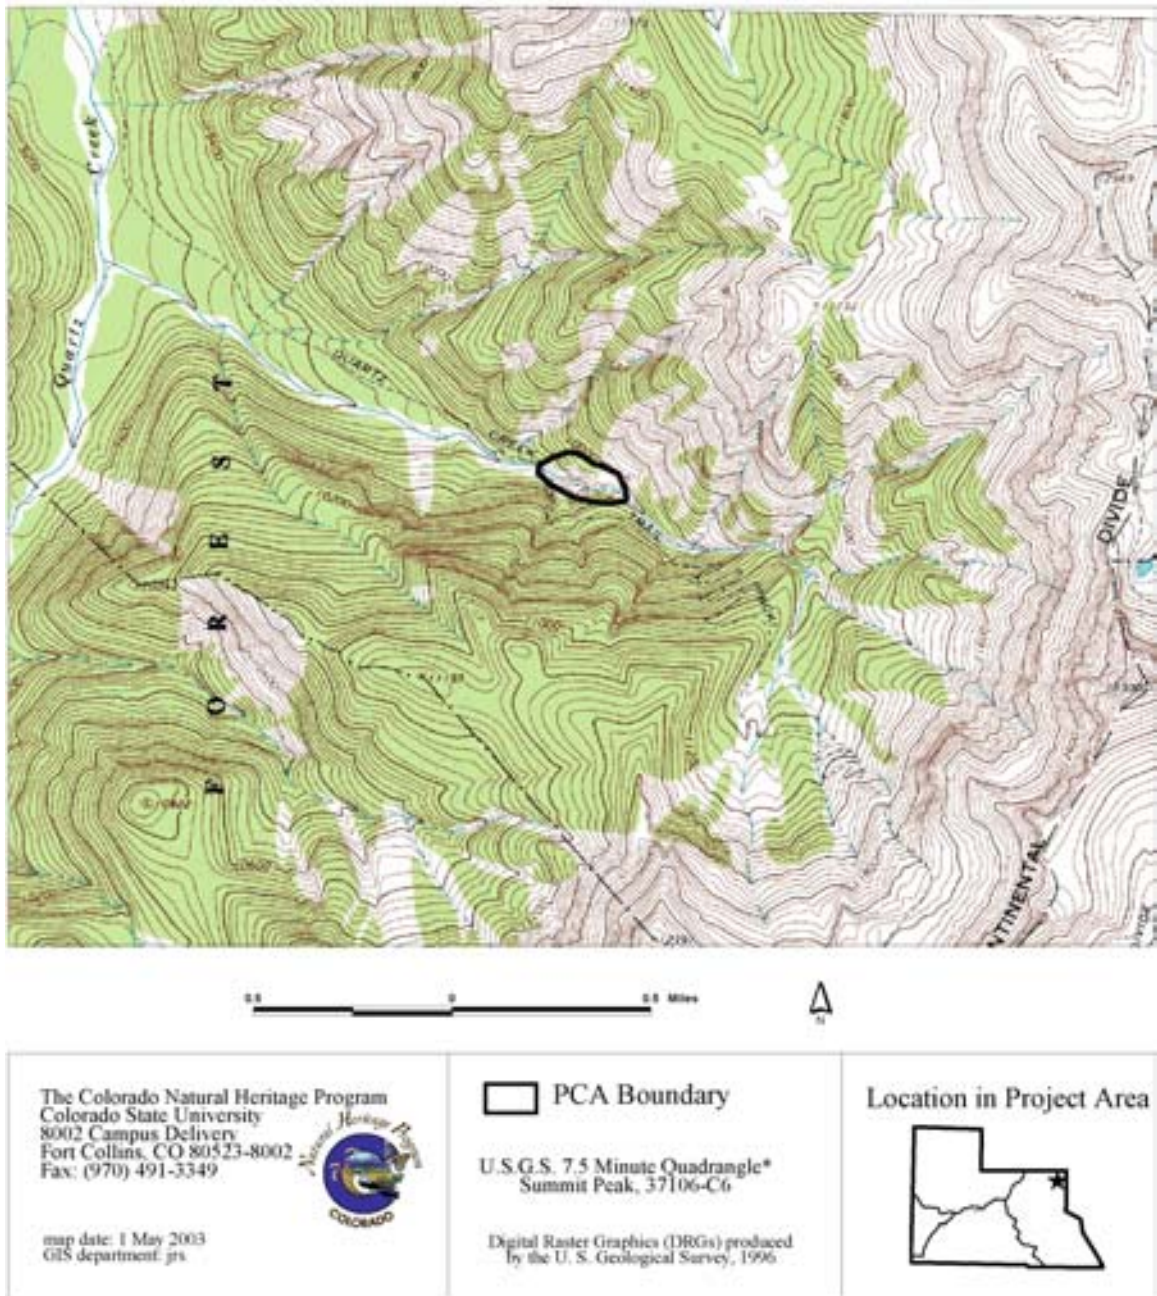 Creek
Quartz
QUARTZ
CREEK
F O R E S T
DIVIDE
CONTINENTAL
0.5 0 0.5 Miles
N
The Colorado Natural Heritage Program
Colorado State University
8002 Campus Delivery
Fort Collins, CO 80523-8002
Fax: (970) 491-3349
Natural Heritage Program
COLORADO
map date: 1 May 2003
GIS department: jrs
PCA Boundary
U.S.G.S. 7.5 Minute Quadrangle*
Summit Peak, 37106-C6
Digital Raster Graphics (DRGs) produced
by the U. S. Geological Survey, 1996
Location in Project Area